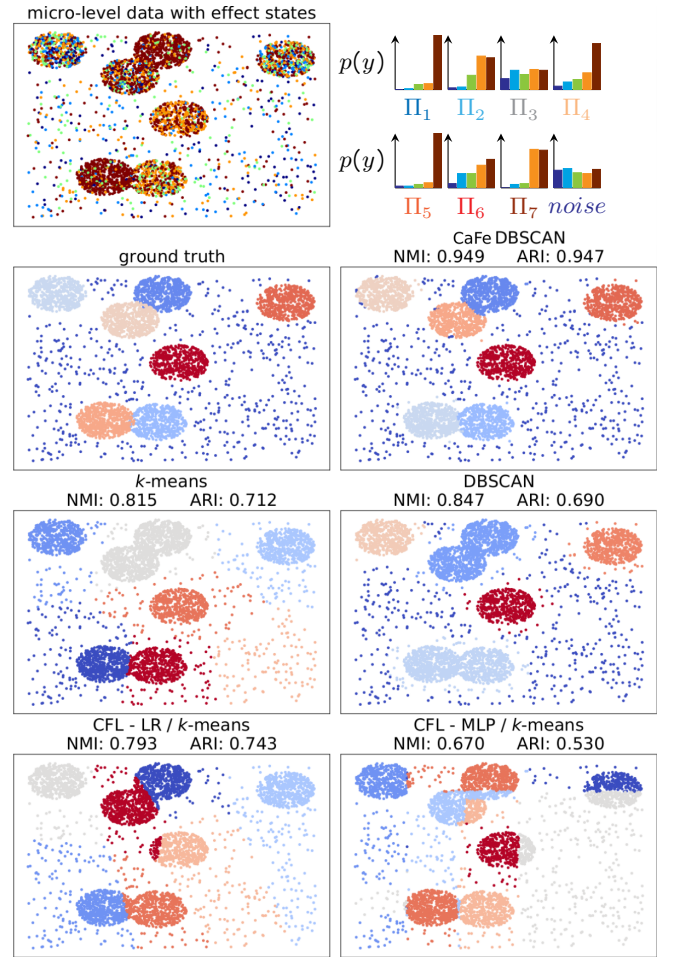 micro-level data with effect states
p(y)
Π1 Π2 Π3 Π4
p(y)
Π5 Π6 Π7 noise
ground truth
CaFe DBSCAN
NMI: 0.949 ARI: 0.947
k-means
NMI: 0.815 ARI: 0.712
DBSCAN
NMI: 0.847 ARI: 0.690
CFL - LR / k-means
NMI: 0.793 ARI: 0.743
CFL - MLP / k-means
NMI: 0.670 ARI: 0.530